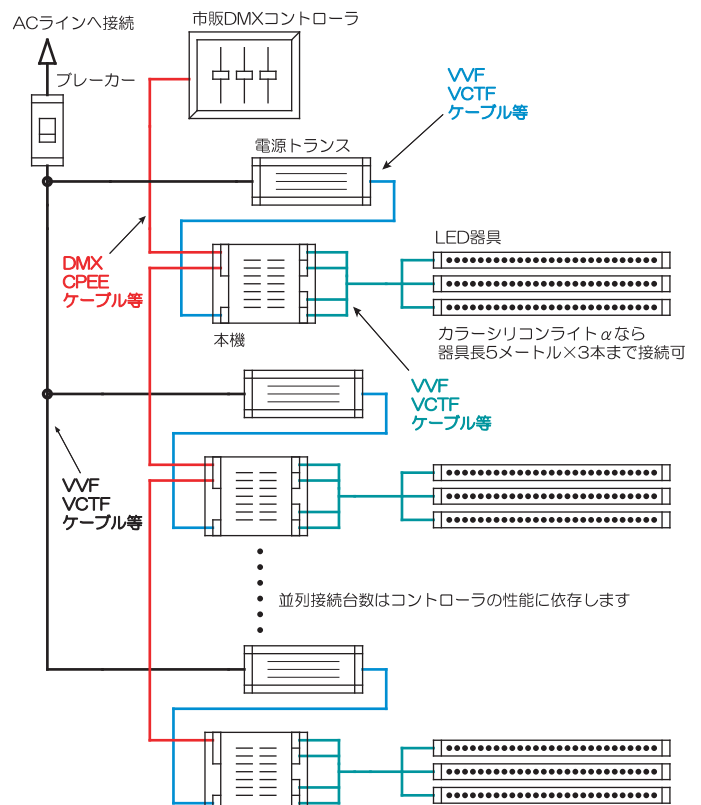 ACラインへ接続
市販DMXコントローラ
ブレーカー
VVF
VCTF
ケーブル等
電源トランス
DMX
CPEE
ケーブル等
LED器具
本機
カラーシリコンライトαなら
器具長5メートル×3本まで接続可
VVF
VCTF
ケーブル等
VVF
VCTF
ケーブル等
並列接続台数はコントローラの性能に依存します